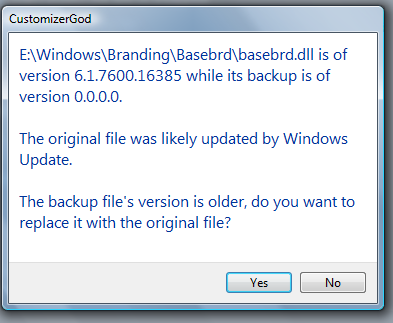 CustomizerGod
E:\Windows\Branding\Basebrd\basebrd.dll is of
version 6.1.7600.16385 while its backup is of
version 0.0.0.0.
The original file was likely updated by Windows
Update.
The backup file's version is older, do you want to
replace it with the original file?
Yes
No